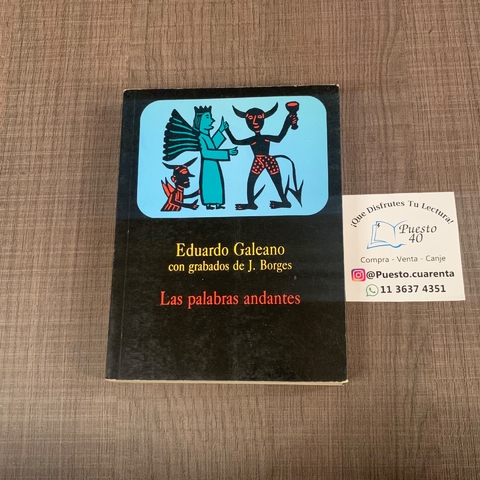 Eduardo Galeano
con grabados de J. Borges
Las palabras andantes
¡Que Disfrutes Tu Lectura!
Puesto
40
Compra - Venta - Canje
@Puesto.cuarenta
11 3637 4351